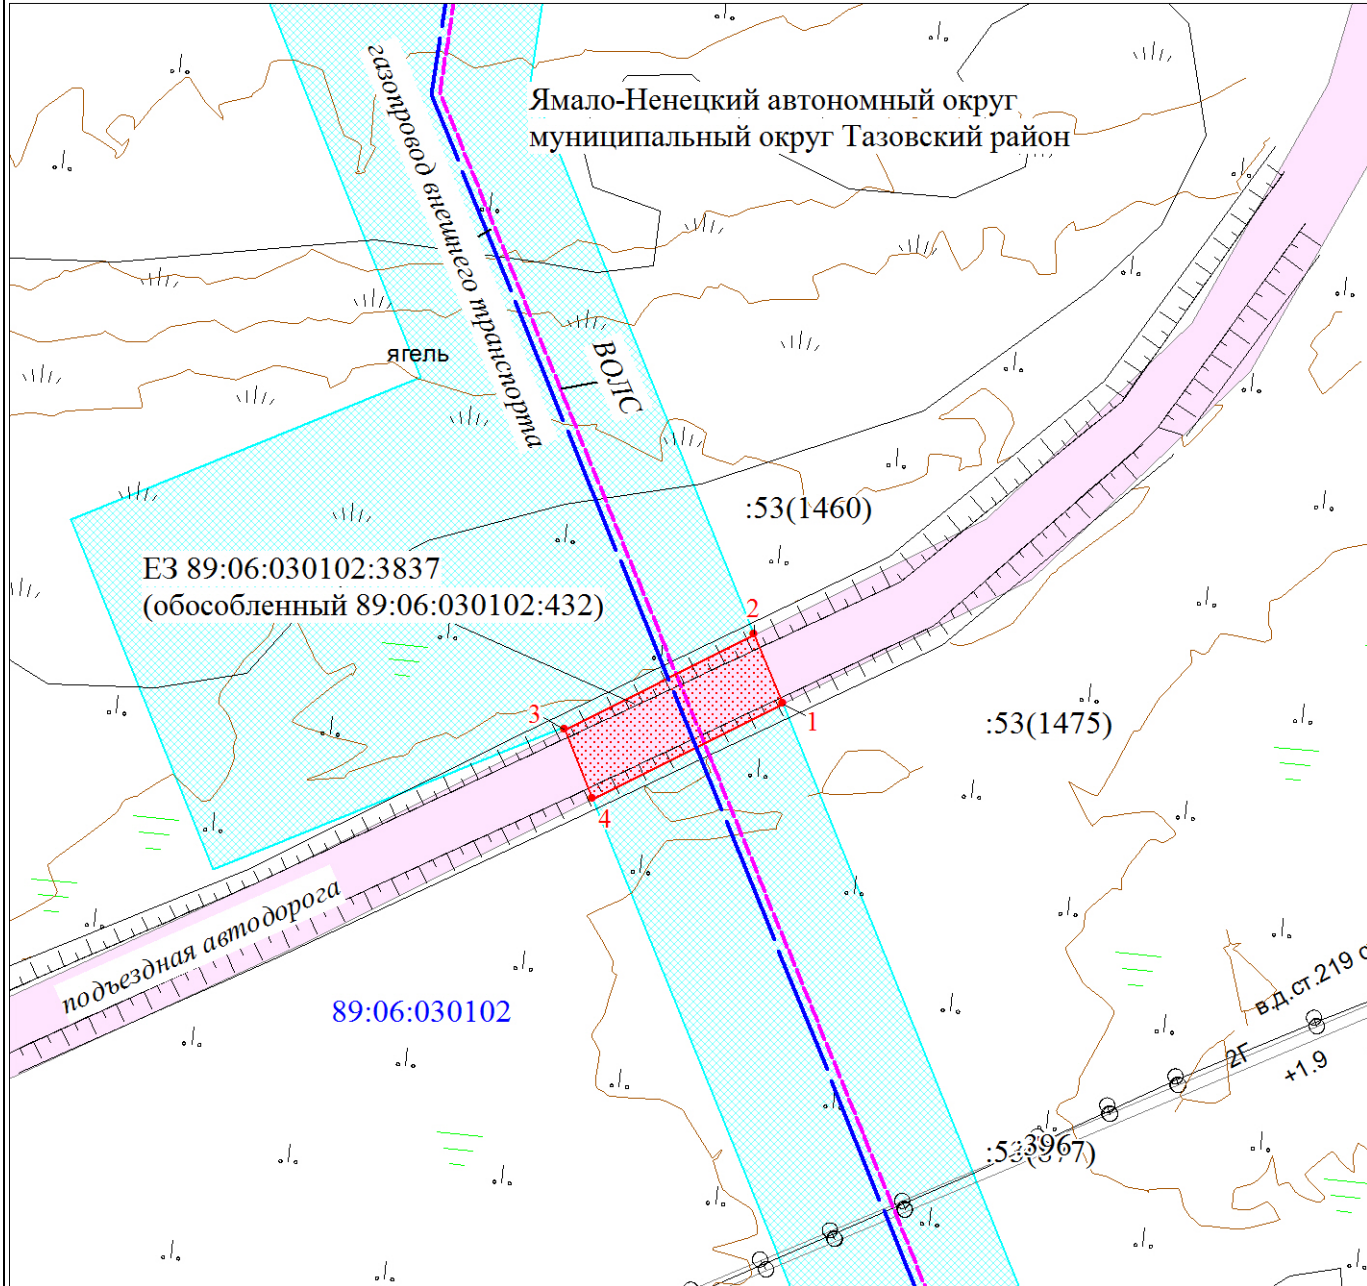 газопровод внешнего транспорта
Ямало-Ненецкий автономный округ
муниципальный округ Тазовский район
ВОЛС
ягель
:53(1460)
ЕЗ 89:06:030102:3837
(обособленный 89:06:030102:432)
2
3
1
:53(1475)
4
подъездная автодорога
89:06:030102
в.д.ст.219
2Г
+1.9